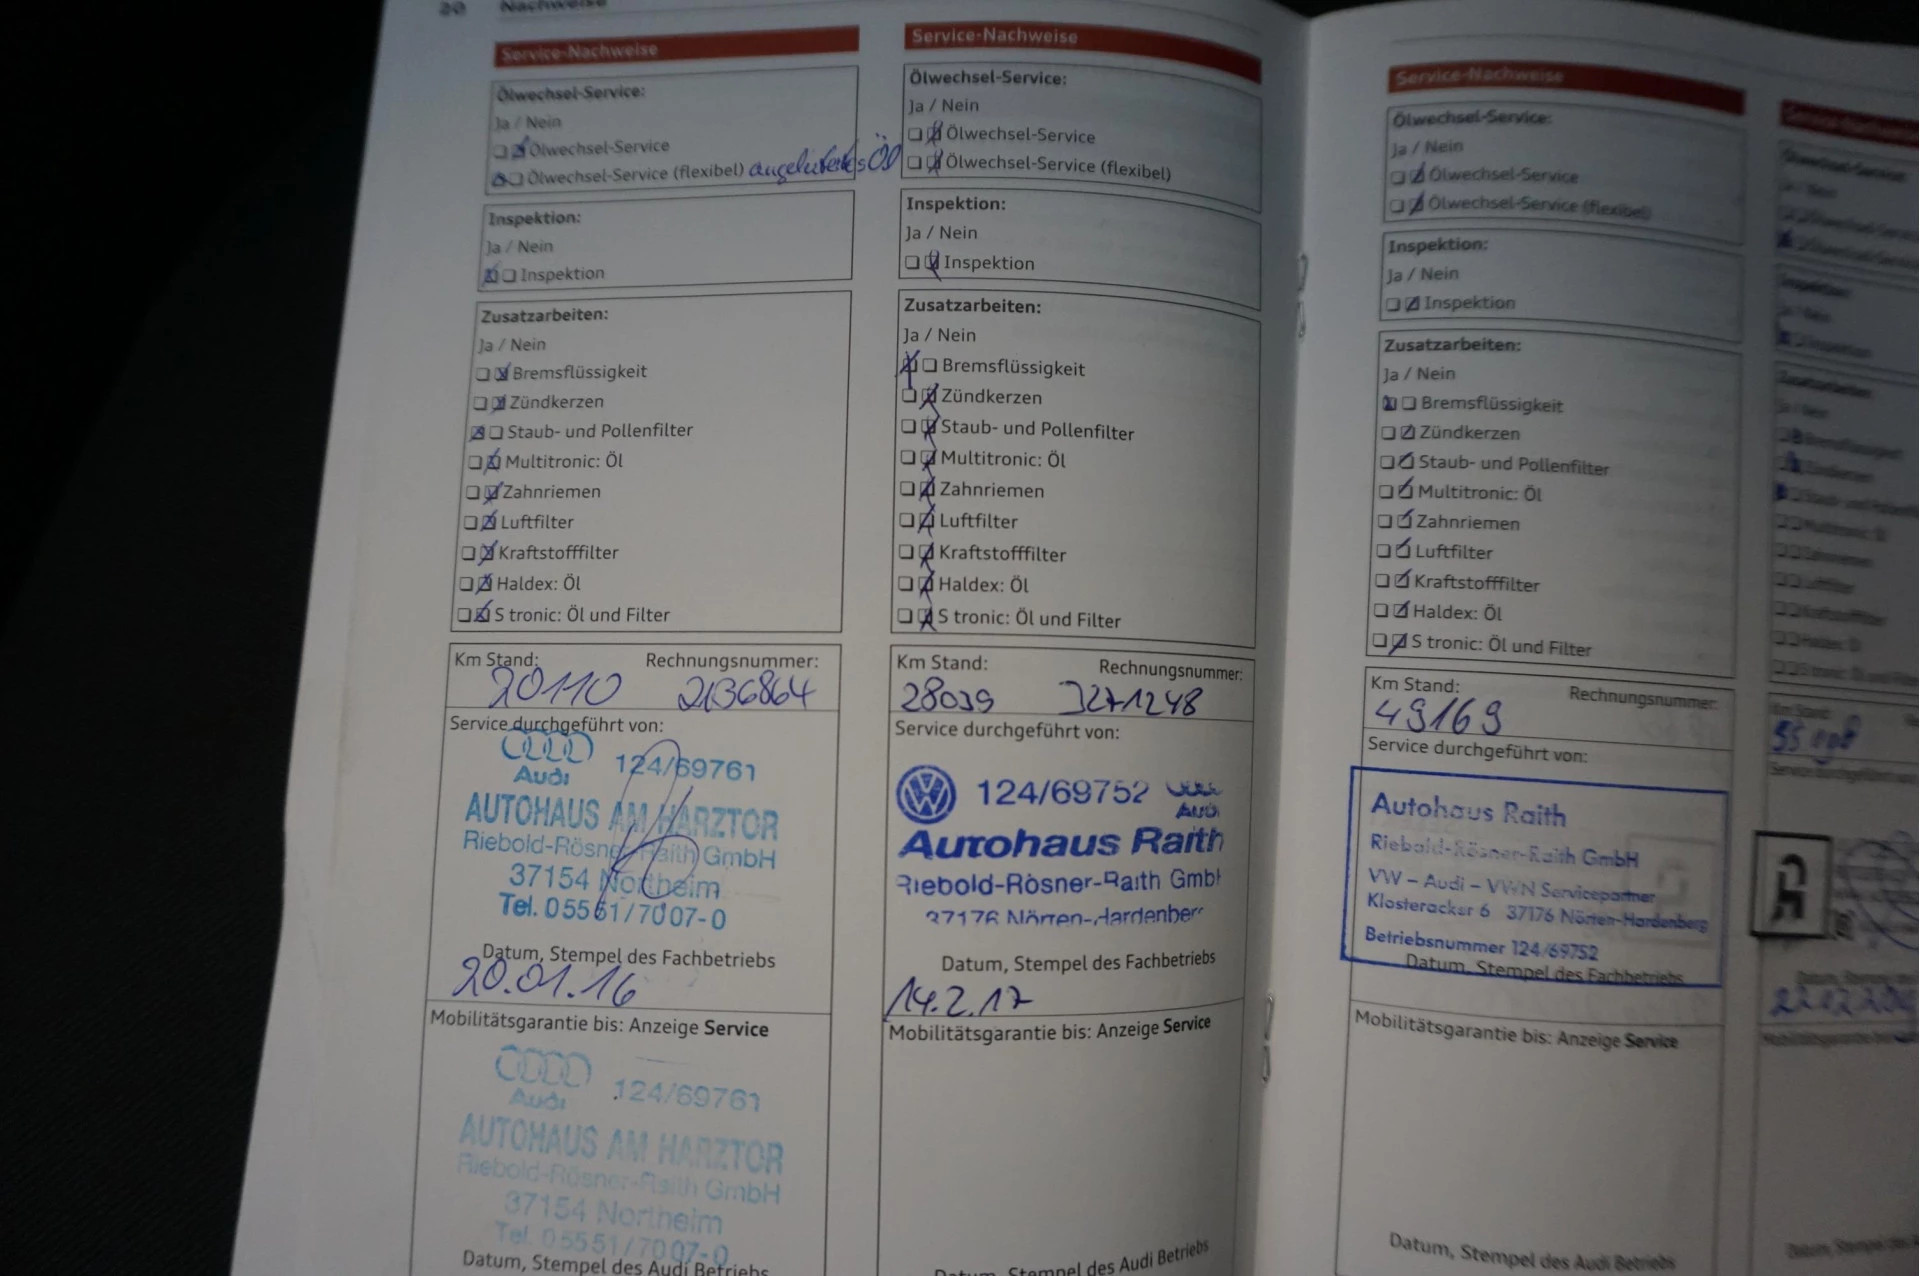 20 Nachweise
Service-Nachweise
Ölwechsel-Service:
Ja / Nein
Ölwechsel-Service
Ölwechsel-Service (flexibel) angeliefertes Öl
Inspektion:
Ja / Nein
Inspektion
Zusatzarbeiten:
Ja / Nein
Bremsflüssigkeit
Zündkerzen
Staub- und Pollenfilter
Multitronic: Öl
Zahnriemen
Luftfilter
Kraftstofffilter
Haldex: Öl
S tronic: Öl und Filter
Km Stand: Rechnungsnummer:
20110 2136864
Service durchgeführt von:
Audi 124/69761
AUTOHAUS AM HARZTOR
Riebold-Rösner-Raith GmbH
37154 Northeim
Tel. 05551/7007-0
Datum, Stempel des Fachbetriebs
20.01.16
Mobilitätsgarantie bis: Anzeige Service
Audi 124/69761
AUTOHAUS AM HARZTOR
Riebold-Rösner-Raith GmbH
37154 Northeim
Tel. 05551/7007-0
Datum, Stempel des Audi Betriebs
Service-Nachweise
Ölwechsel-Service:
Ja / Nein
Ölwechsel-Service
Ölwechsel-Service (flexibel)
Inspektion:
Ja / Nein
Inspektion
Zusatzarbeiten:
Ja / Nein
Bremsflüssigkeit
Zündkerzen
Staub- und Pollenfilter
Multitronic: Öl
Zahnriemen
Luftfilter
Kraftstofffilter
Haldex: Öl
S tronic: Öl und Filter
Km Stand: Rechnungsnummer:
28039 3271248
Service durchgeführt von:
124/69752 Audi
Autohaus Raith
Riebold-Rösner-Raith GmbH
37176 Nörten-Hardenberg
Datum, Stempel des Fachbetriebs
14.2.17
Mobilitätsgarantie bis: Anzeige Service
Datum, Stempel des Audi Betriebs
Service-Nachweise
Ölwechsel-Service:
Ja / Nein
Ölwechsel-Service
Ölwechsel-Service (flexibel)
Inspektion:
Ja / Nein
Inspektion
Zusatzarbeiten:
Ja / Nein
Bremsflüssigkeit
Zündkerzen
Staub- und Pollenfilter
Multitronic: Öl
Zahnriemen
Luftfilter
Kraftstofffilter
Haldex: Öl
S tronic: Öl und Filter
Km Stand: Rechnungsnummer:
49169
Service durchgeführt von:
Autohaus Raith
Riebold-Rösner-Raith GmbH
VW – Audi – VWN Servicepartner
Klosteracker 6 37176 Nörten-Hardenberg
Betriebsnummer 124/69752
Datum, Stempel des Fachbetriebs
Mobilitätsgarantie bis: Anzeige Service
Datum, Stempel des Audi Betriebs